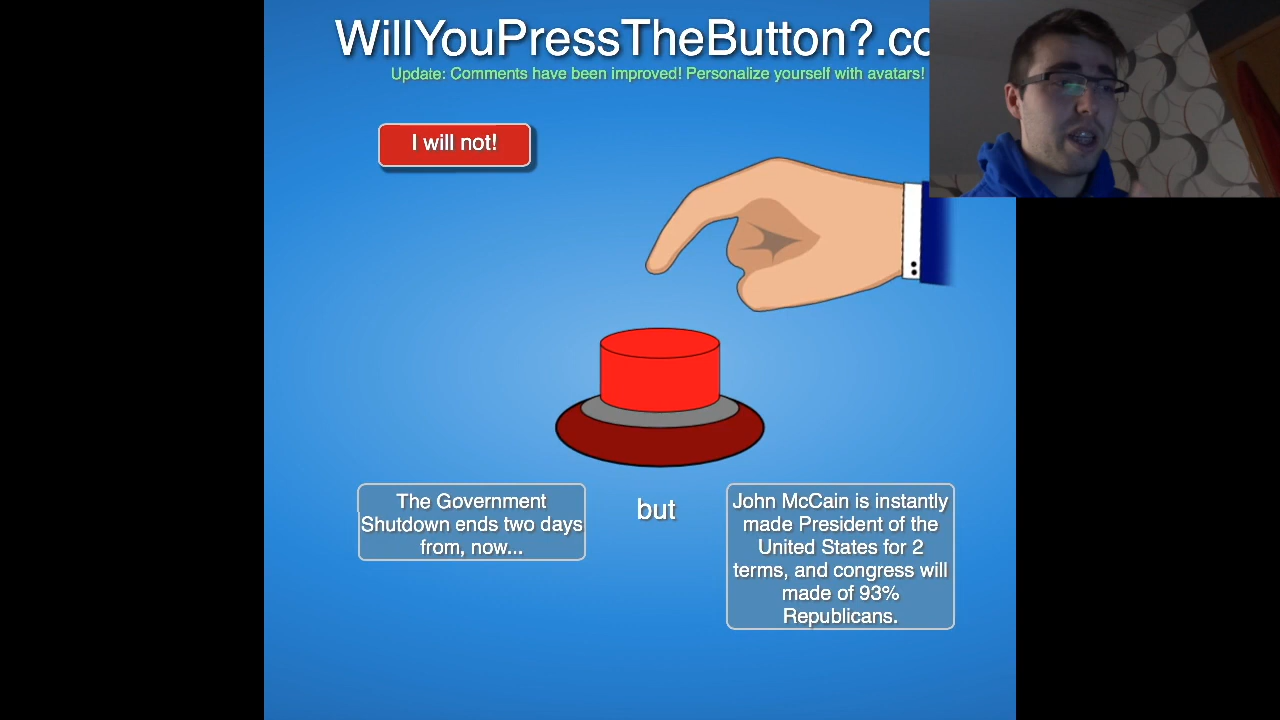 WillYouPressTheButton?.co
Update: Comments have been improved! Personalize yourself with avatars!
I will not!
The Government
Shutdown ends two days
from, now...
but
John McCain is instantly
made President of the
United States for 2
terms, and congress will
made of 93%
Republicans.